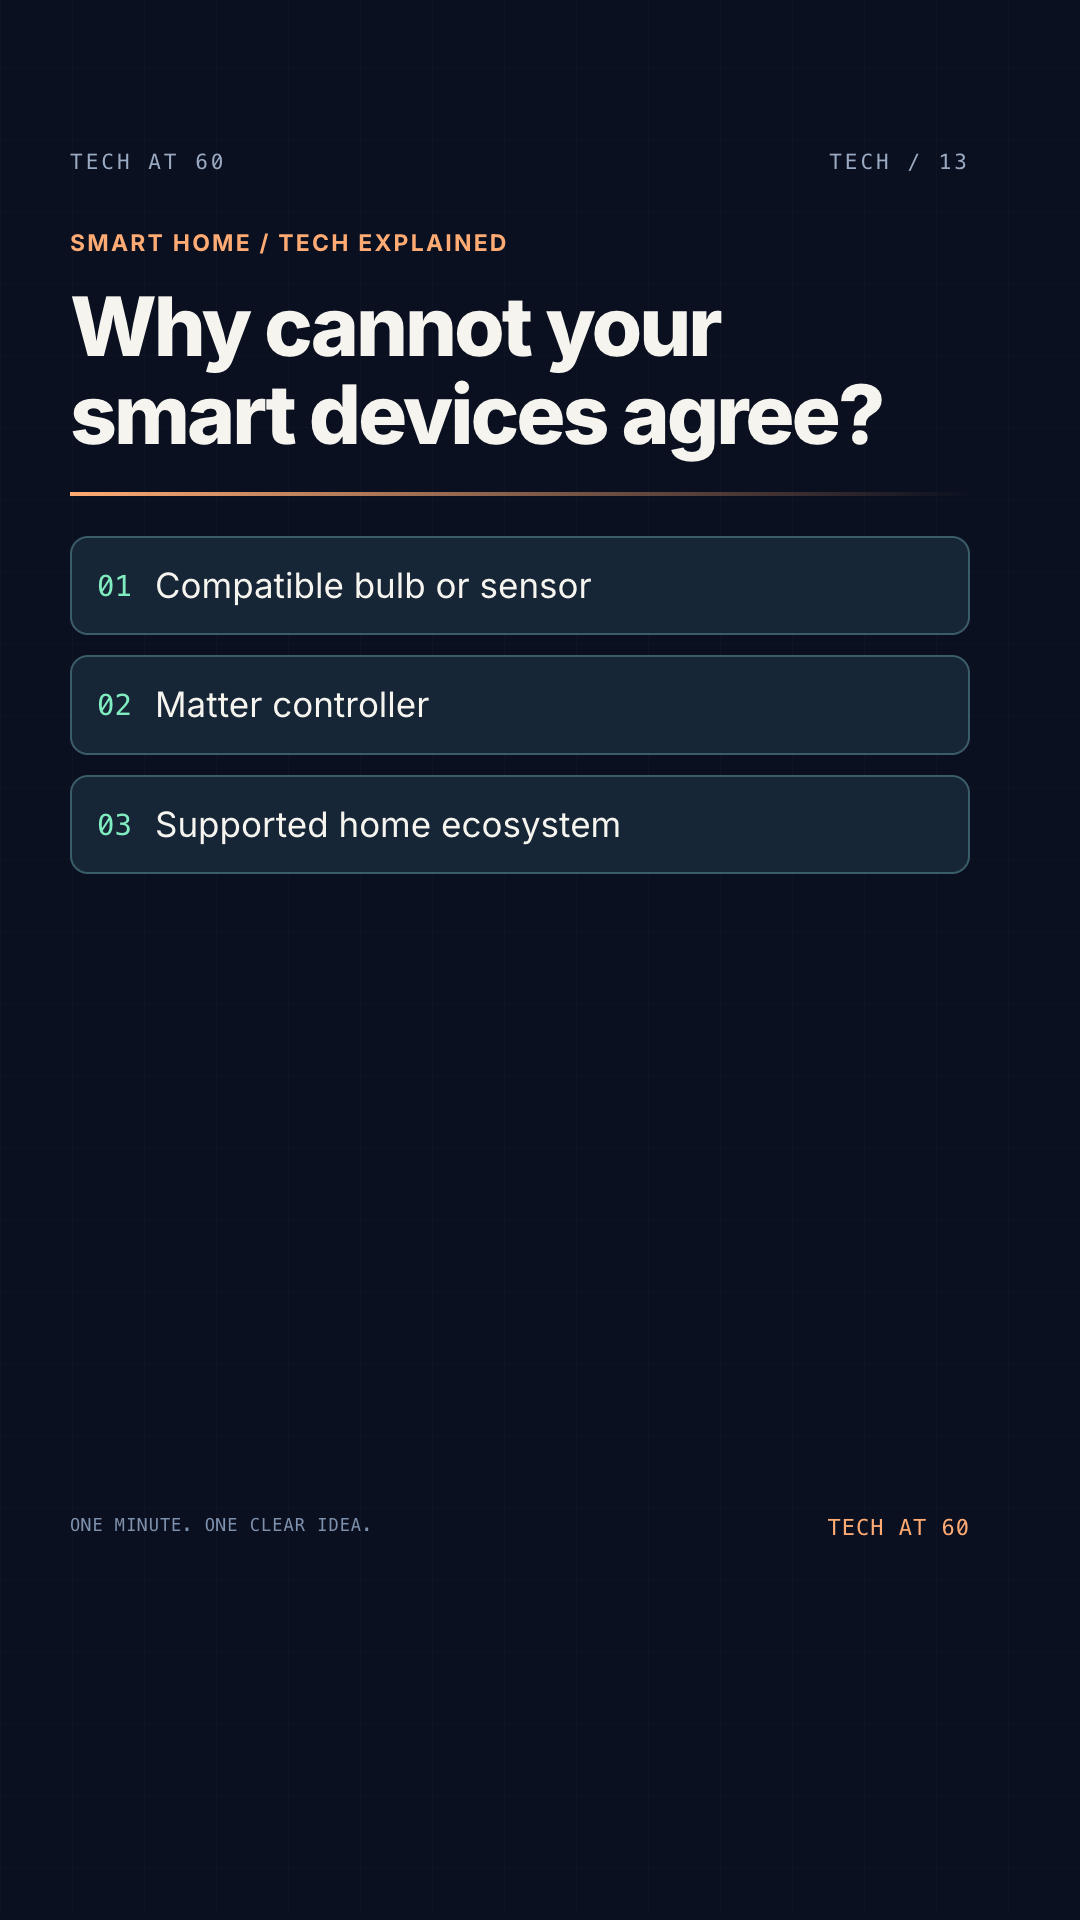 TECH AT 60
TECH / 13
SMART HOME / TECH EXPLAINED
Why cannot your
smart devices agree?
01 Compatible bulb or sensor
02 Matter controller
03 Supported home ecosystem
ONE MINUTE. ONE CLEAR IDEA.
TECH AT 60